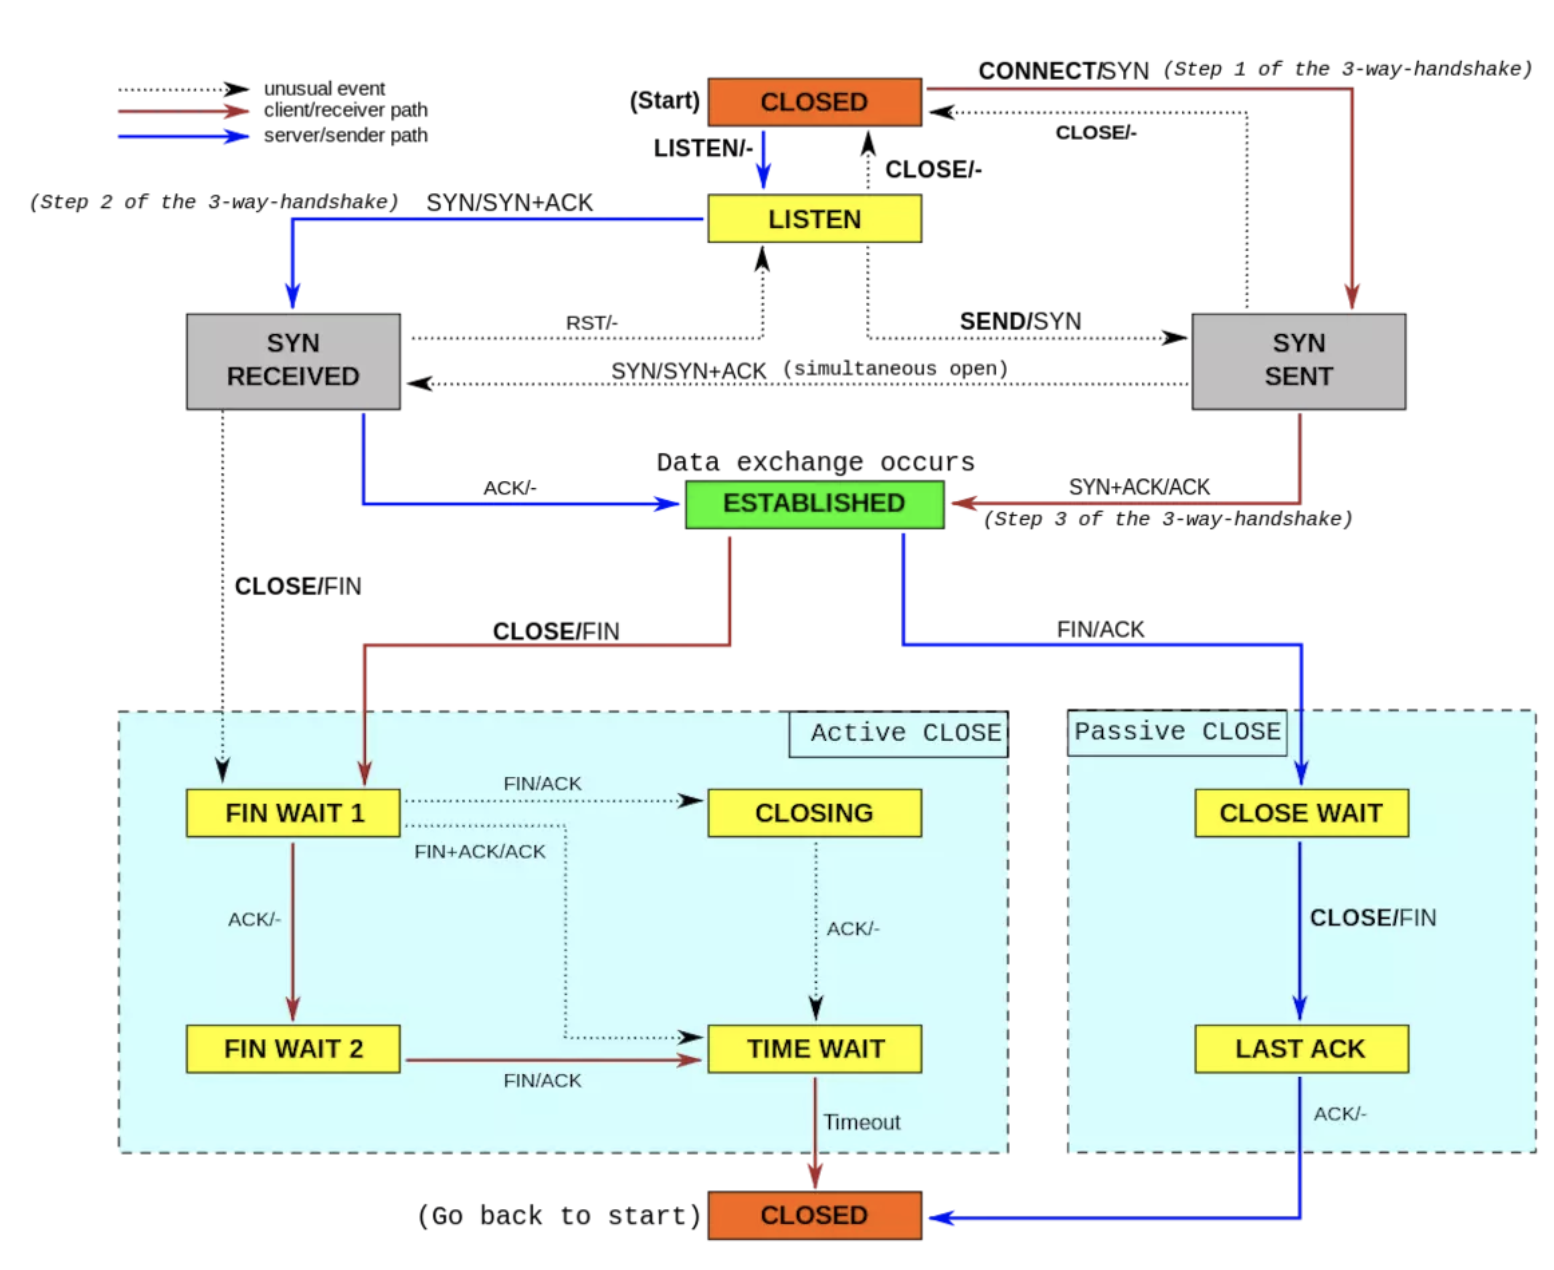 CONNECT/SYN (Step 1 of the 3-way-handshake)
unusual event
client/receiver path
server/sender path
(Start)
CLOSED
CLOSE/-
LISTEN/-
CLOSE/-
(Step 2 of the 3-way-handshake)
SYN/SYN+ACK
LISTEN
SYN
RECEIVED
RST/-
SEND/SYN
SYN
SENT
SYN/SYN+ACK (simultaneous open)
Data exchange occurs
ACK/-
ESTABLISHED
SYN+ACK/ACK
(Step 3 of the 3-way-handshake)
CLOSE/FIN
CLOSE/FIN
FIN/ACK
Active CLOSE
Passive CLOSE
FIN WAIT 1
FIN/ACK
CLOSING
CLOSE WAIT
FIN+ACK/ACK
ACK/-
ACK/-
CLOSE/FIN
FIN WAIT 2
FIN/ACK
TIME WAIT
LAST ACK
Timeout
ACK/-
(Go back to start)
CLOSED